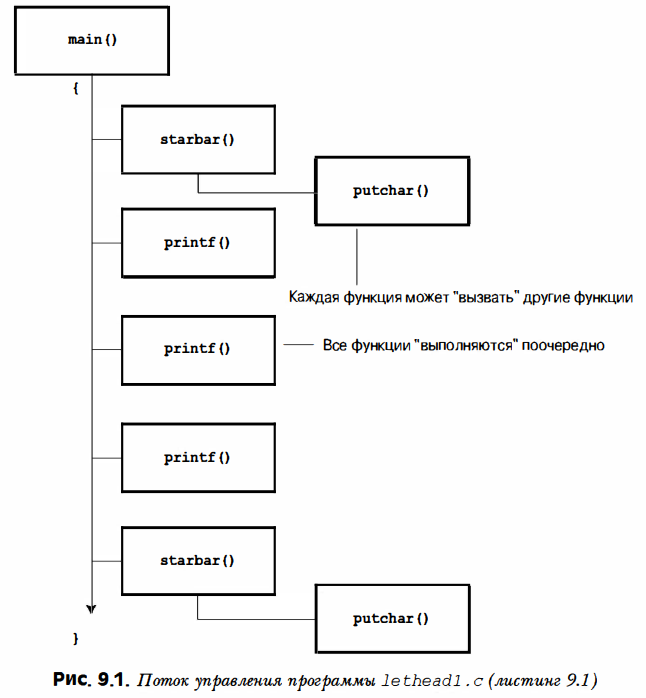 main()
{
starbar()
putchar()
printf()
Каждая функция может "вызвать" другие функции
printf()
Все функции "выполняются" поочередно
printf()
starbar()
putchar()
}
Рис. 9.1. Поток управления программы lethead1.c (листинг 9.1)